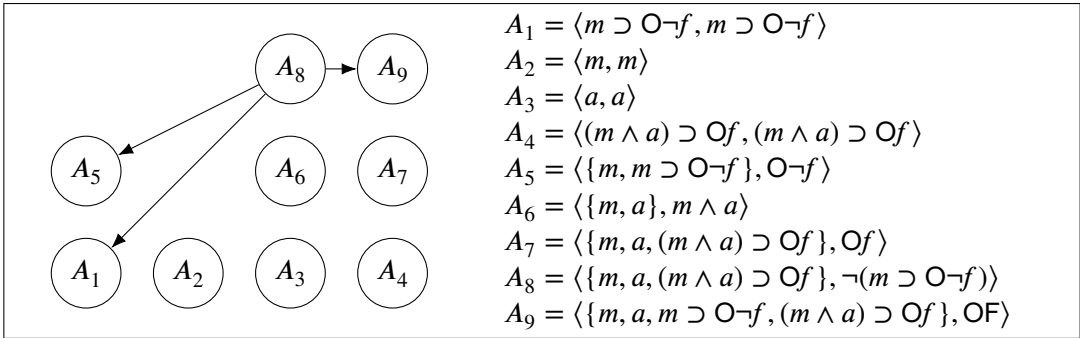 A₈ A₉
A₅ A₆ A₇
A₁ A₂ A₃ A₄
A₁ = ⟨m ⊃ O¬f, m ⊃ O¬f⟩
A₂ = ⟨m, m⟩
A₃ = ⟨a, a⟩
A₄ = ⟨(m ∧ a) ⊃ Of, (m ∧ a) ⊃ Of⟩
A₅ = ⟨{m, m ⊃ O¬f}, O¬f⟩
A₆ = ⟨{m, a}, m ∧ a⟩
A₇ = ⟨{m, a, (m ∧ a) ⊃ Of}, Of⟩
A₈ = ⟨{m, a, (m ∧ a) ⊃ Of}, ¬(m ⊃ O¬f)⟩
A₉ = ⟨{m, a, m ⊃ O¬f, (m ∧ a) ⊃ Of}, OF⟩